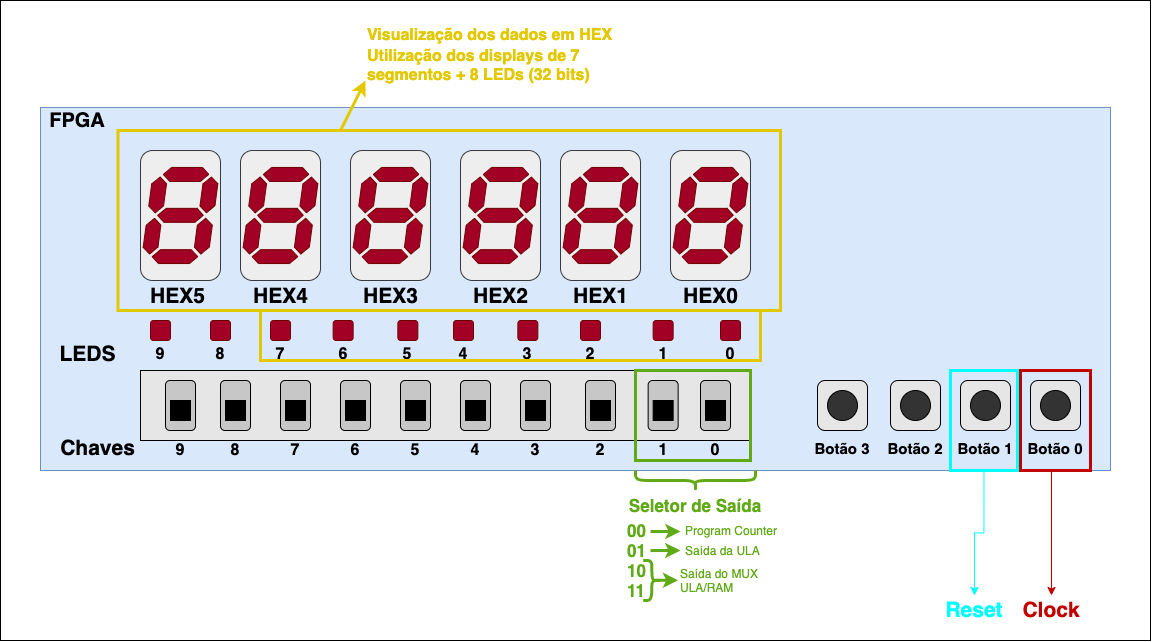 Visualização dos dados em HEX
Utilização dos displays de 7
segmentos + 8 LEDs (32 bits)
FPGA
HEX5 HEX4 HEX3 HEX2 HEX1 HEX0
LEDS 9 8 7 6 5 4 3 2 1 0
Chaves 9 8 7 6 5 4 3 2 1 0
Botão 3 Botão 2 Botão 1 Botão 0
Seletor de Saída
00 Program Counter
01 Saída da ULA
10 Saída do MUX
11 ULA/RAM
Reset Clock